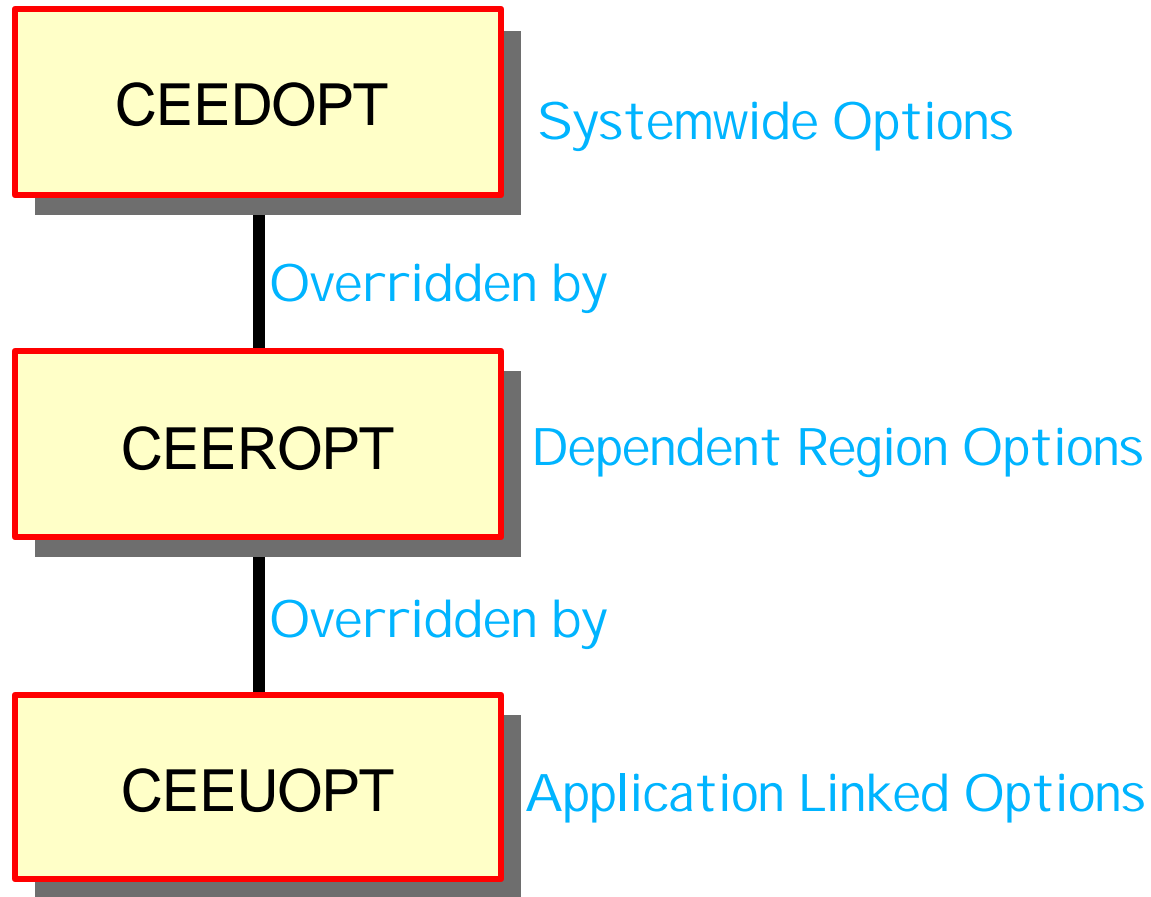 CEEDOPT
Systemwide Options
Overridden by
CEEROPT
Dependent Region Options
Overridden by
CEEUOPT
Application Linked Options